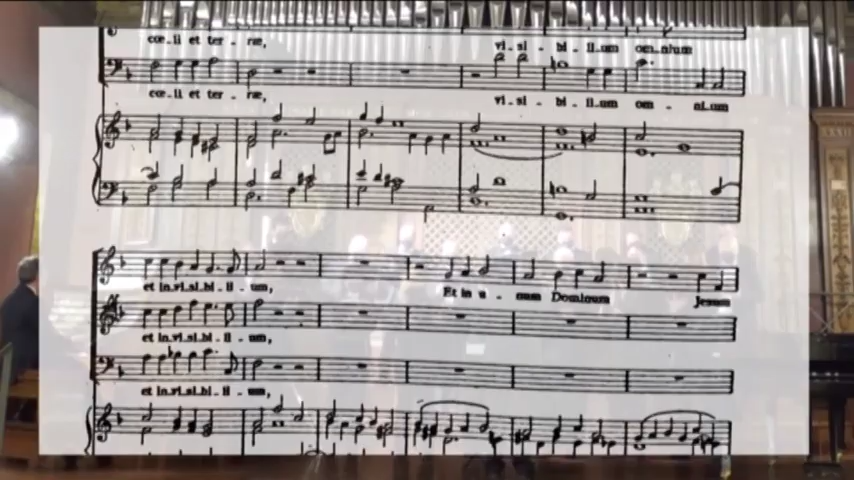 cœ - li et ter - ræ, vi - si - bi - li - um om - nium
cœ - li et ter - ræ, vi - si - bi - li - um om - ni - um
et in - vi - si - bi - li - um, Et in u - num Dominum Jesum
et in - vi - si - bi - li - um,
et in - vi - si - bi - li - um,